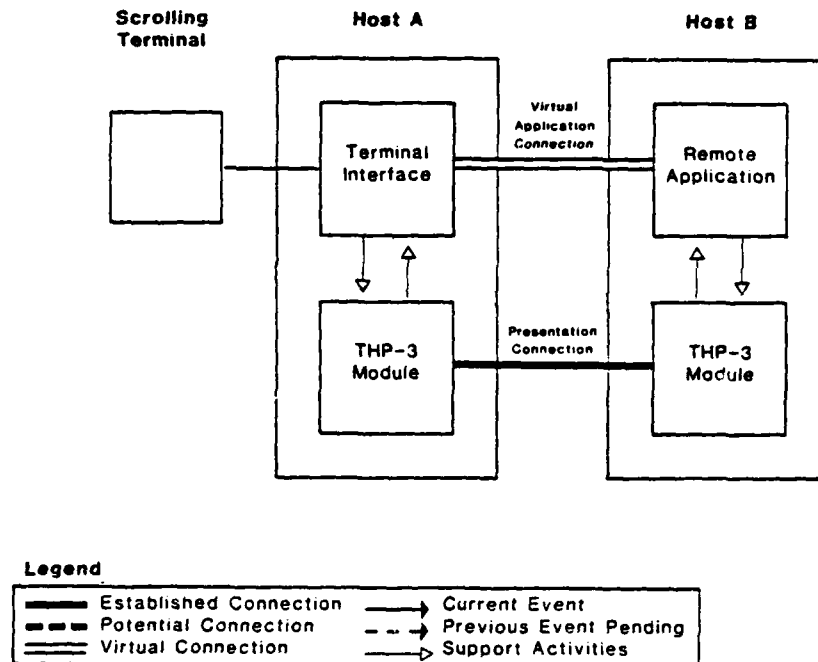 Scrolling
Terminal
Host A
Host B
Virtual
Application
Connection
Terminal
Interface
Remote
Application
Presentation
Connection
THP-3
Module
THP-3
Module
Legend
Established Connection
Potential Connection
Virtual Connection
Current Event
Previous Event Pending
Support Activities